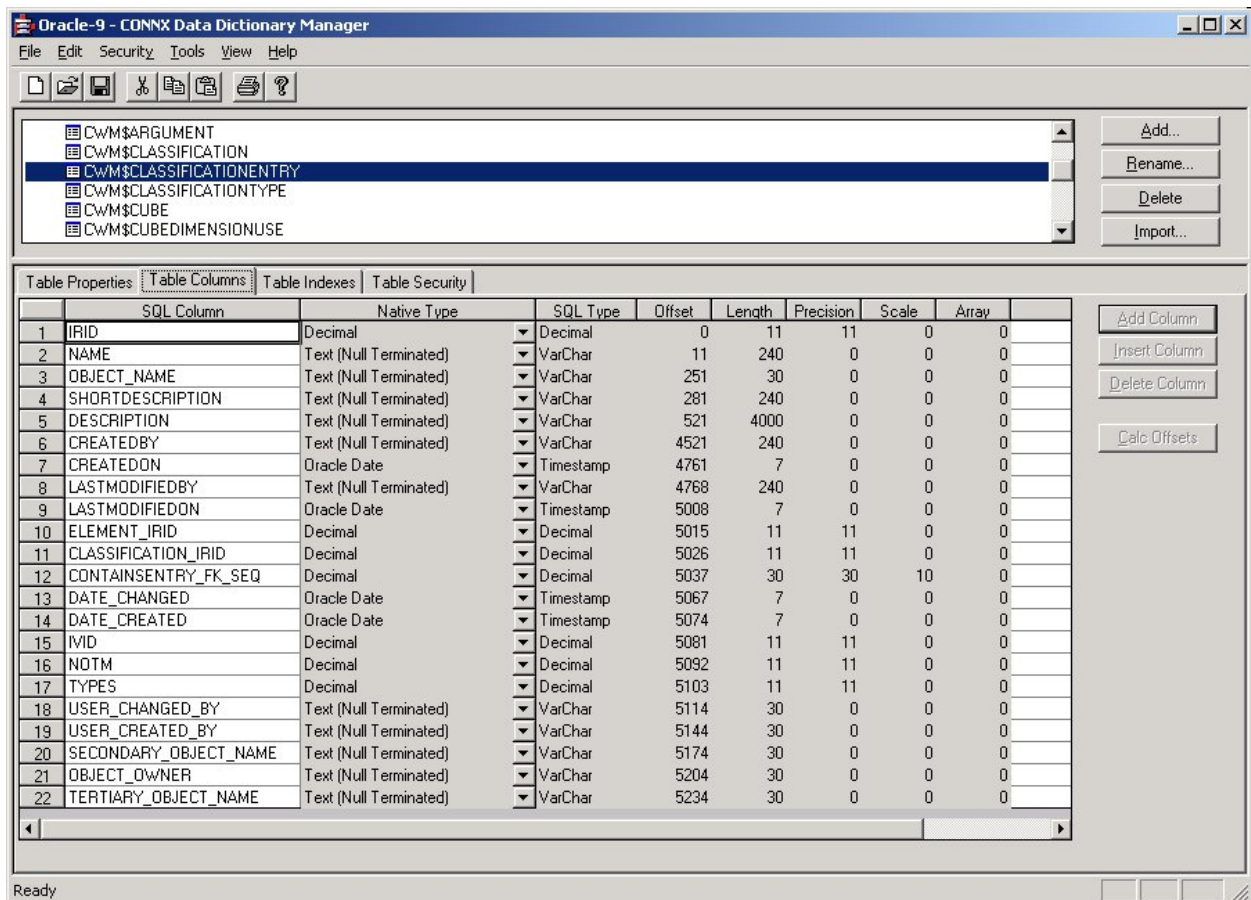 Oracle-9 - CONNX Data Dictionary Manager
File Edit Security Tools View Help
CWM$ARGUMENT
CWM$CLASSIFICATION
CWM$CLASSIFICATIONENTRY
CWM$CLASSIFICATIONTYPE
CWM$CUBE
CWM$CUBEDIMENSIONUSE
Add...
Rename...
Delete
Import...
Table Properties Table Columns Table Indexes Table Security
SQL Column Native Type SQL Type Offset Length Precision Scale Array
1 IRID Decimal Decimal 0 11 11 0 0
2 NAME Text (Null Terminated) VarChar 11 240 0 0 0
3 OBJECT_NAME Text (Null Terminated) VarChar 251 30 0 0 0
4 SHORTDESCRIPTION Text (Null Terminated) VarChar 281 240 0 0 0
5 DESCRIPTION Text (Null Terminated) VarChar 521 4000 0 0 0
6 CREATEDBY Text (Null Terminated) VarChar 4521 240 0 0 0
7 CREATEDON Oracle Date Timestamp 4761 7 0 0 0
8 LASTMODIFIEDBY Text (Null Terminated) VarChar 4768 240 0 0 0
9 LASTMODIFIEDON Oracle Date Timestamp 5008 7 0 0 0
10 ELEMENT_IRID Decimal Decimal 5015 11 11 0 0
11 CLASSIFICATION_IRID Decimal Decimal 5026 11 11 0 0
12 CONTAINSENTRY_FK_SEQ Decimal Decimal 5037 30 30 10 0
13 DATE_CHANGED Oracle Date Timestamp 5067 7 0 0 0
14 DATE_CREATED Oracle Date Timestamp 5074 7 0 0 0
15 IVID Decimal Decimal 5081 11 11 0 0
16 NOTM Decimal Decimal 5092 11 11 0 0
17 TYPES Decimal Decimal 5103 11 11 0 0
18 USER_CHANGED_BY Text (Null Terminated) VarChar 5114 30 0 0 0
19 USER_CREATED_BY Text (Null Terminated) VarChar 5144 30 0 0 0
20 SECONDARY_OBJECT_NAME Text (Null Terminated) VarChar 5174 30 0 0 0
21 OBJECT_OWNER Text (Null Terminated) VarChar 5204 30 0 0 0
22 TERTIARY_OBJECT_NAME Text (Null Terminated) VarChar 5234 30 0 0 0
Add Column
Insert Column
Delete Column
Calc Offsets
Ready